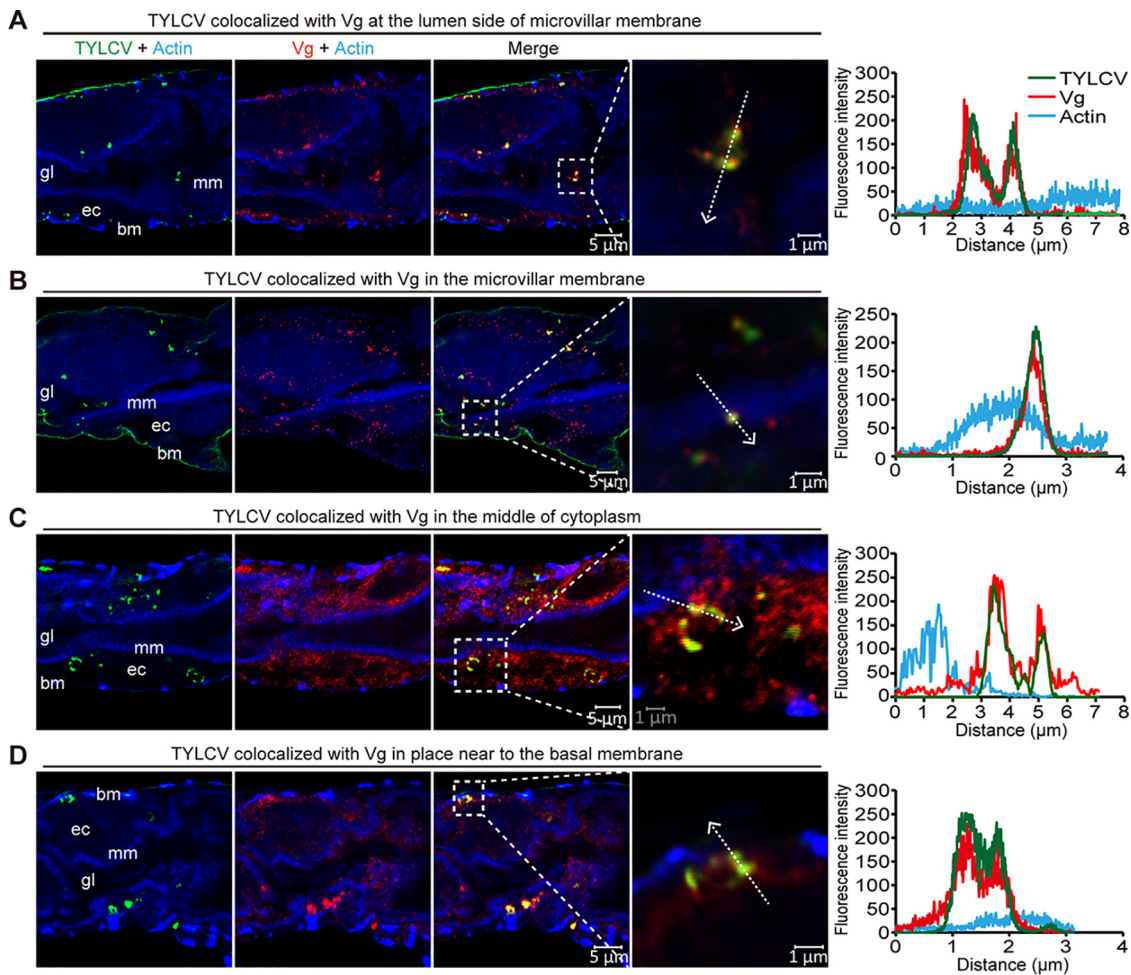 A
TYLCV colocalized with Vg at the lumen side of microvillar membrane
TYLCV + Actin
Vg + Actin
Merge
gl
mm
ec
bm
5 μm
1 μm
Fluorescence intensity
300
250
200
150
100
50
0
TYLCV
Vg
Actin
0 1 2 3 4 5 6 7 8
Distance (μm)
B
TYLCV colocalized with Vg in the microvillar membrane
gl
mm
ec
bm
5 μm
1 μm
Fluorescence intensity
250
200
150
100
50
0
0 1 2 2 3 4
Distance (μm)
C
TYLCV colocalized with Vg in the middle of cytoplasm
gl
mm
ec
bm
5 μm
1 μm
Fluorescence intensity
300
250
200
150
100
50
0
0 1 2 3 4 5 6 7 8
Distance (μm)
D
TYLCV colocalized with Vg in place near to the basal membrane
bm
ec
mm
gl
5 μm
1 μm
Fluorescence intensity
300
250
200
150
100
50
0
0 1 2 3 4
Distance (μm)